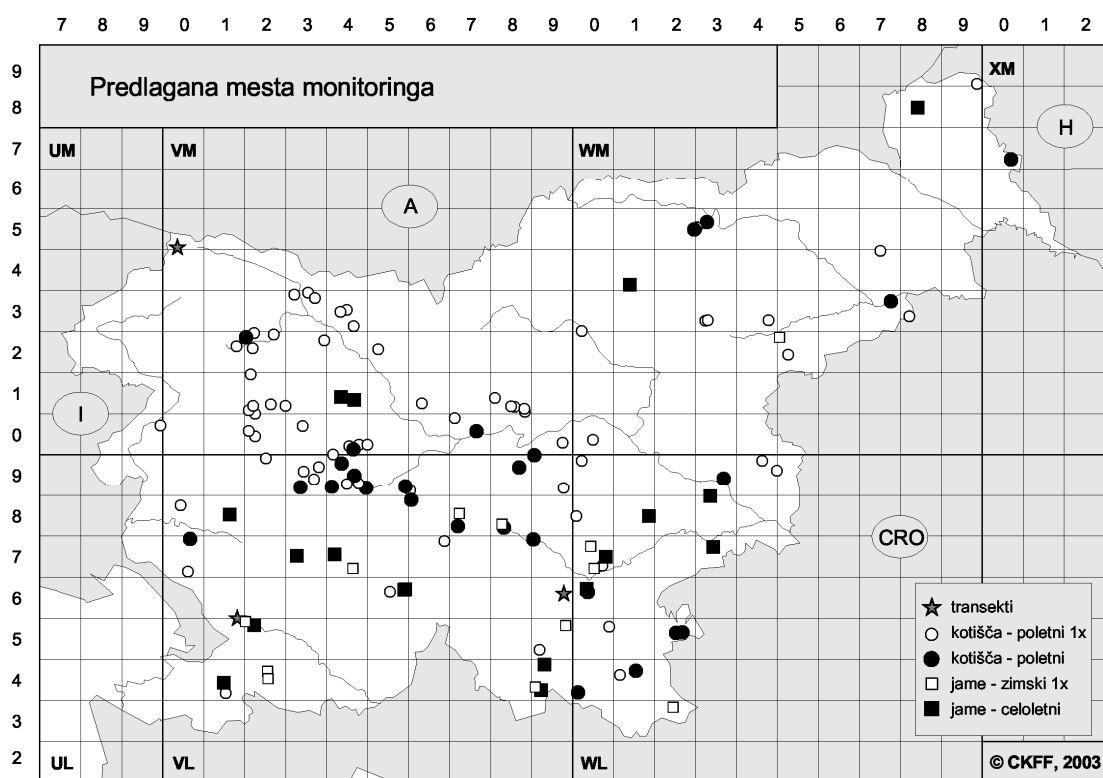 7 8 9 0 1 2 3 4 5 6 7 8 9 0 1 2 3 4 5 6 7 8 9 0 1 2
9
8
7
6
5
4
3
2
1
0
9
8
7
6
5
4
3
2
Predlagana mesta monitoringa
XM
H
UM VM WM
A
I
CRO
transekti
kotišča - poletni 1x
kotišča - poletni
jame - zimski 1x
jame - celoletni
UL VL WL © CKFF, 2003